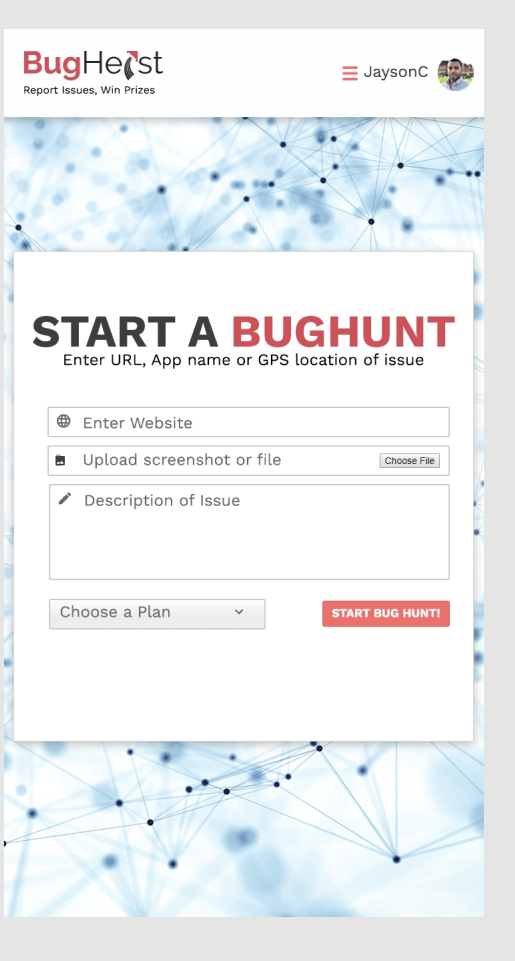 BugHeist
Report Issues, Win Prizes
JaysonC
START A BUGHUNT
Enter URL, App name or GPS location of issue
Enter Website
Upload screenshot or file
Choose File
Description of Issue
Choose a Plan
START BUG HUNT!